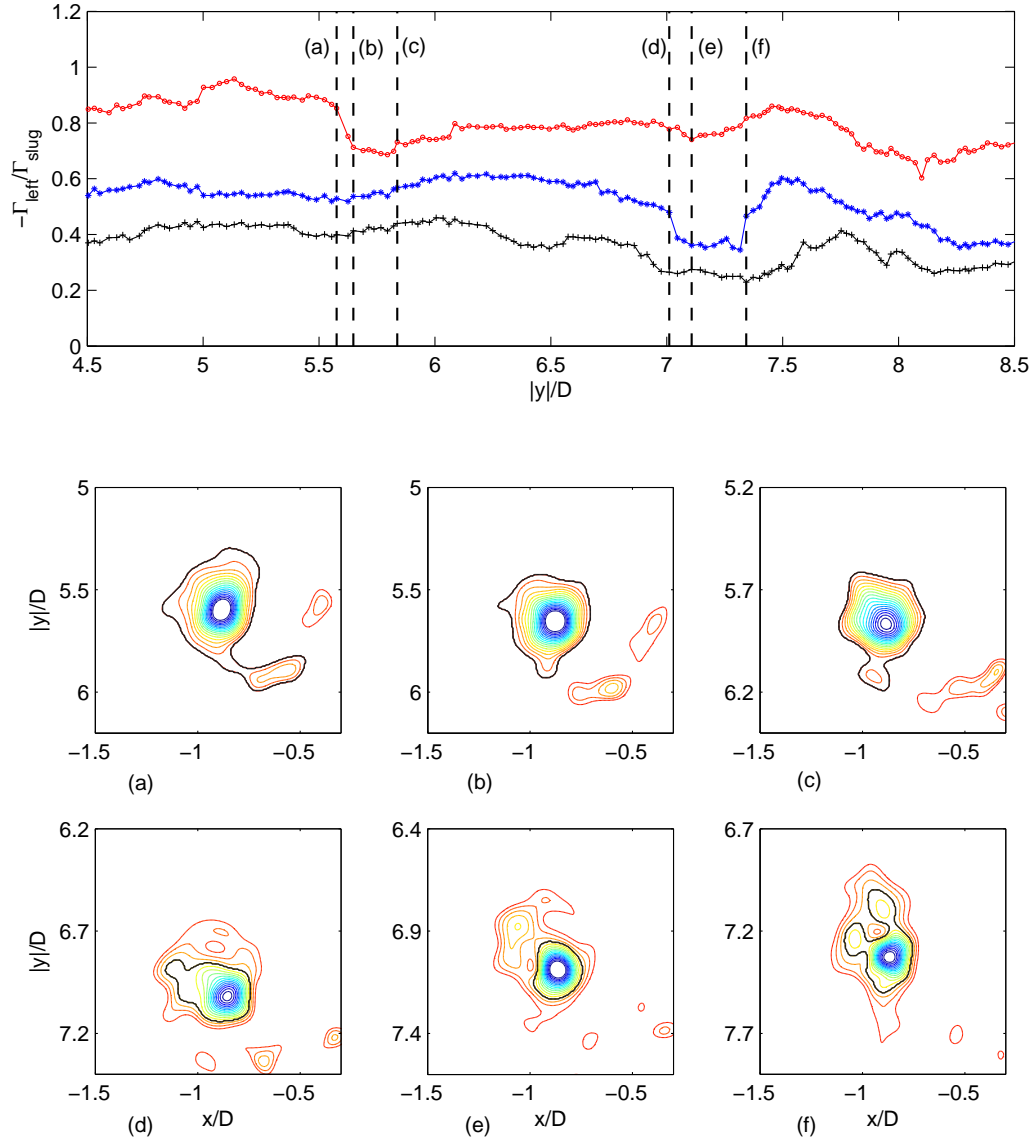 1.2
1
0.8
0.6
0.4
0.2
0
−Γleft/Γslug
(a) (b) (c) (d) (e) (f)
4.5 5 5.5 6 6.5 7 7.5 8 8.5
|y|/D
5 5 5.2
5.5 5.5 5.7
6 6 6.2
|y|/D
−1.5 −1 −0.5 −1.5 −1 −0.5 −1.5 −1 −0.5
(a) (b) (c)
6.2 6.4 6.7
6.7 6.9 7.2
7.2 7.4 7.7
|y|/D
−1.5 −1 −0.5 −1.5 −1 −0.5 −1.5 −1 −0.5
(d) x/D (e) x/D (f) x/D